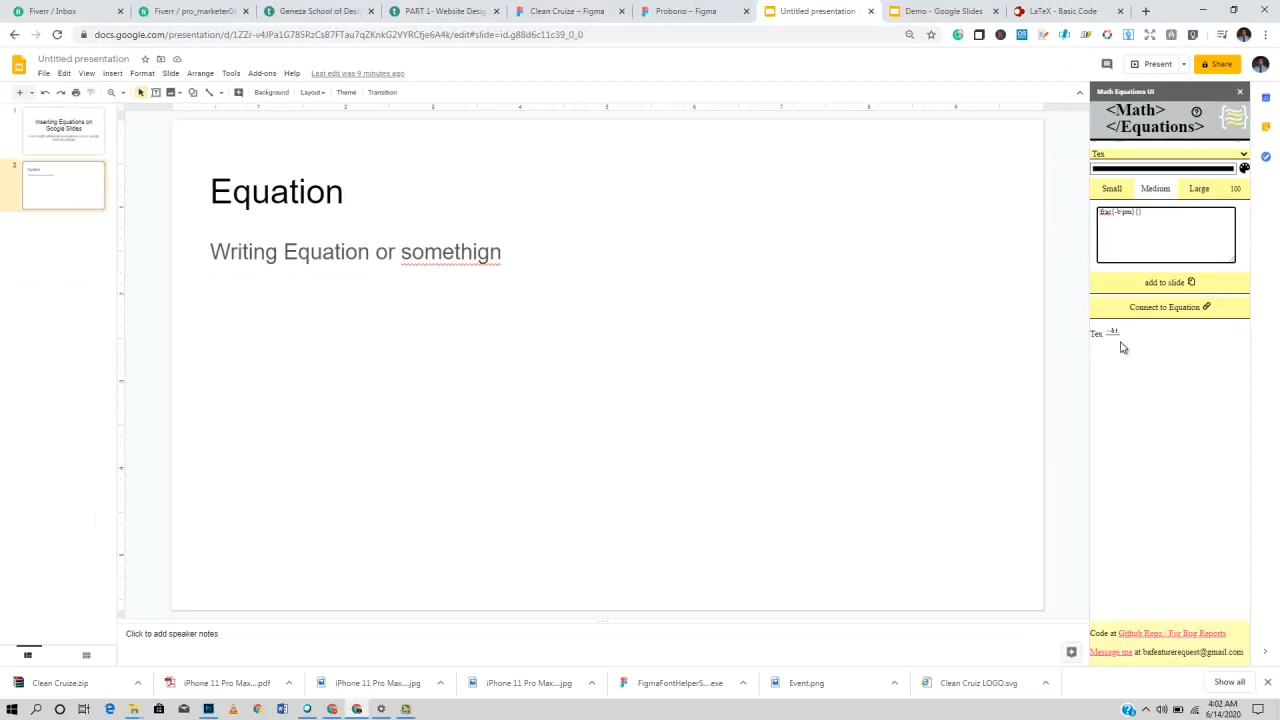 Fiverr / Inbox
Fiverr / pro_marketer0
PART 1- Website Desig
Clean Cruize – Figma
Probono – Figma
Untitled presentation
Demo - Google Slides
LaTeX - Basic Code
docs.google.com/presentation/d/1ZZr-v4JPa1G785RzCsB7FTau7qZKnkG2VYRCfje6A4k/edit#slide=id.g88d6c11c39_0_0
Untitled presentation
File Edit View Insert Format Slide Arrange Tools Add-ons Help Last edit was 9 minutes ago
Present
Share
Background Layout Theme Transition
Math Equations UI
<Math>
</Equations>
Tex
Small Medium Large 100
\frac{-b\pm}{}
add to slide
Connect to Equation
Tex
1
Inserting Equations on
Google Slides
2
Equation
Equation
Writing Equation or somethign
Click to add speaker notes
Code at Github Repo / For Bug Reports
Message me at bafeaturerequest@gmail.com
Clean Cruize.zip
iPhone 11 Pro Max....pdf
iPhone 11 Pro Max....jpg
iPhone 11 Pro Max....jpg
FigmaFontHelperS....exe
Event.png
Clean Cruiz LOGO.svg
Show all
4:02 AM
6/14/2020